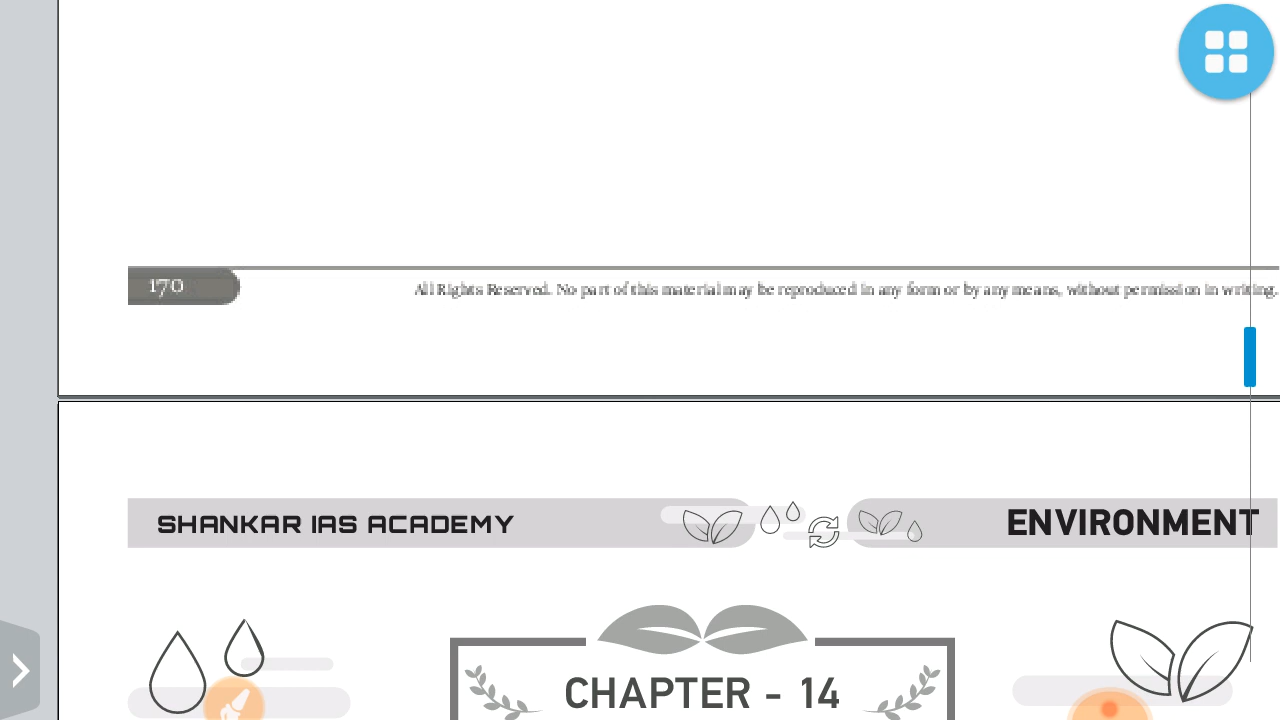 170
All Rights Reserved. No part of this material may be reproduced in any form or by any means, without permission in writing.
SHANKAR IAS ACADEMY
ENVIRONMENT
CHAPTER - 14